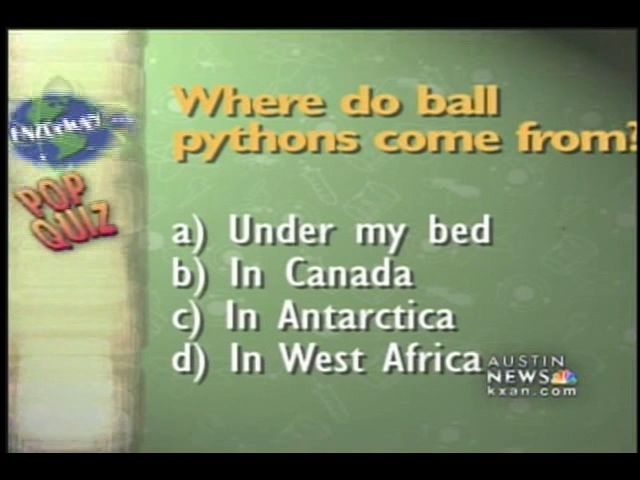 Where do ball
pythons come from?
POP
QUIZ
a) Under my bed
b) In Canada
c) In Antarctica
d) In West Africa
AUSTIN
NEWS
kxan.com